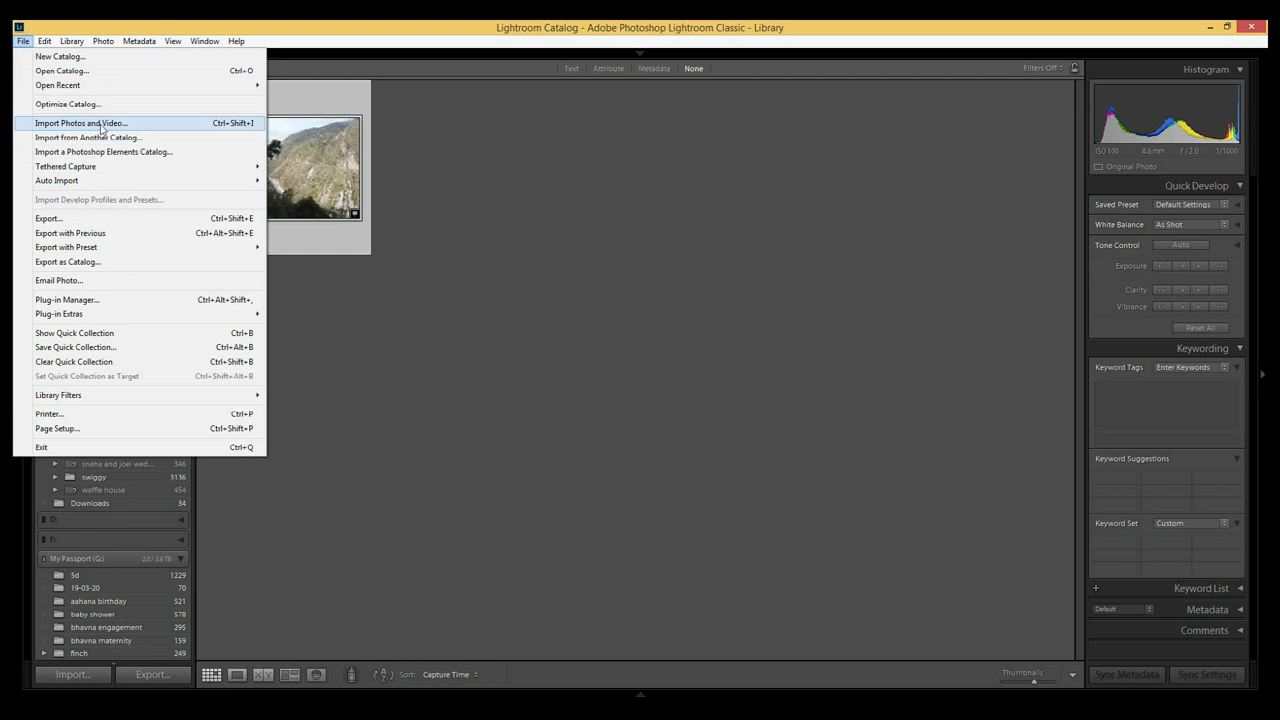 Lr
Lightroom Catalog - Adobe Photoshop Lightroom Classic - Library
File Edit Library Photo Metadata View Window Help
New Catalog...
Open Catalog... Ctrl+O
Open Recent
Optimize Catalog...
Import Photos and Video... Ctrl+Shift+I
Import from Another Catalog...
Import a Photoshop Elements Catalog...
Tethered Capture
Auto Import
Import Develop Profiles and Presets...
Export... Ctrl+Shift+E
Export with Previous Ctrl+Alt+Shift+E
Export with Preset
Export as Catalog...
Email Photo...
Plug-in Manager... Ctrl+Alt+Shift+,
Plug-in Extras
Show Quick Collection Ctrl+B
Save Quick Collection... Ctrl+Alt+B
Clear Quick Collection Ctrl+Shift+B
Set Quick Collection as Target Ctrl+Shift+Alt+B
Library Filters
Printer... Ctrl+P
Page Setup... Ctrl+Shift+P
Exit Ctrl+Q
sneha and joel wed... 346
swiggy 3136
waffle house 454
Downloads 34
D:
F:
My Passport (G:) 2.0 / 3.6 TB
5d 1229
19-03-20 70
aahana birthday 521
baby shower 578
bhavna engagement 295
bhavna maternity 159
finch 249
Import... Export...
Text Attribute Metadata None
Filters Off
Sort: Capture Time
Thumbnails
Histogram
ISO 100 4.6 mm ƒ / 2.0 1/1000
Original Photo
Quick Develop
Saved Preset Default Settings
White Balance As Shot
Tone Control Auto
Exposure
Clarity
Vibrance
Reset All
Keywording
Keyword Tags Enter Keywords
Keyword Suggestions
Keyword Set Custom
Keyword List
Default Metadata
Comments
Sync Metadata Sync Settings